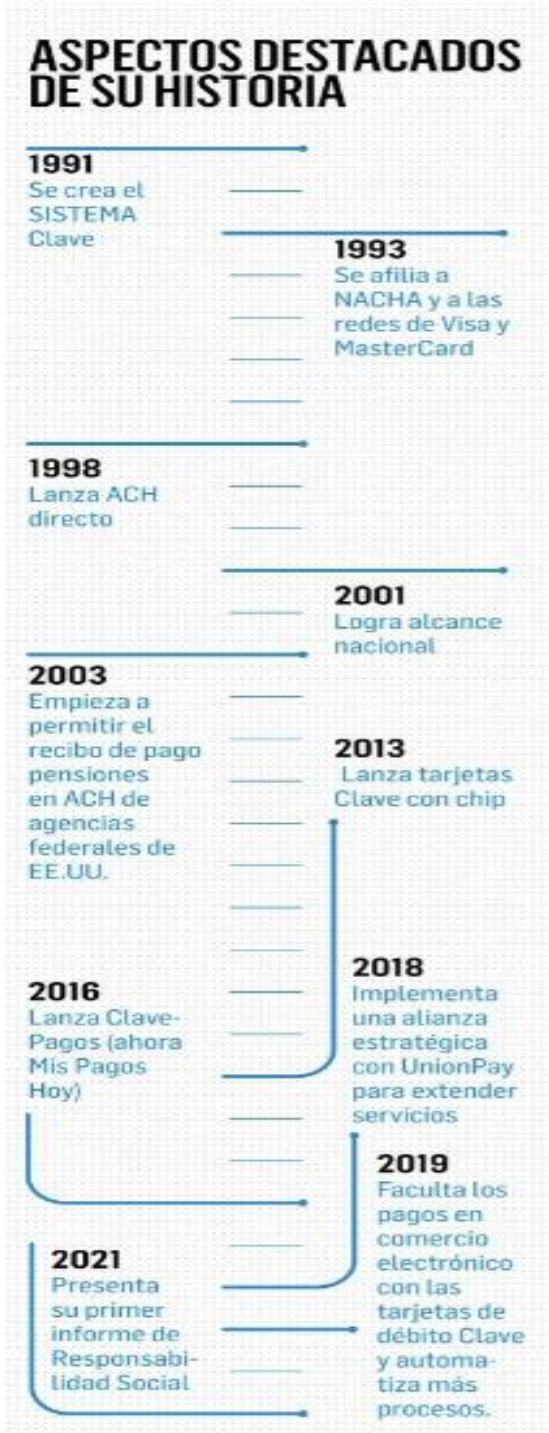 ASPECTOS DESTACADOS
DE SU HISTORIA
1991
Se crea el
SISTEMA
Clave
1993
Se afilia a
NACHA y a las
redes de Visa y
MasterCard
1998
Lanza ACH
directo
2001
Logra alcance
nacional
2003
Empieza a
permitir el
recibo de pago
pensiones
en ACH de
agencias
federales de
EE.UU.
2013
Lanza tarjetas
Clave con chip
2016
Lanza Clave-
Pagos (ahora
Mis Pagos
Hoy)
2018
Implementa
una alianza
estratégica
con UnionPay
para extender
servicios
2019
Faculta los
pagos en
comercio
electrónico
con las
tarjetas de
débito Clave
y automa-
tiza más
procesos.
2021
Presenta
su primer
informe de
Responsabi-
lidad Social